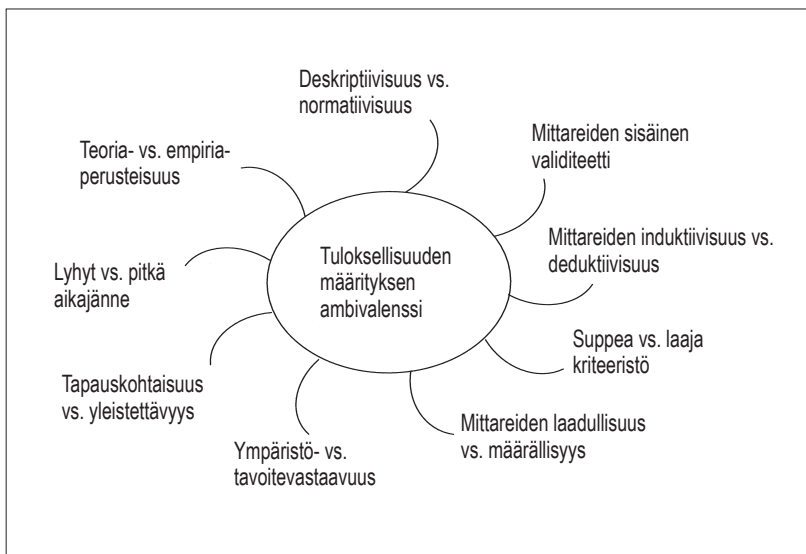 Deskriptiivisuus vs.
normatiivisuus
Mittareiden sisäinen
validiteetti
Teoria- vs. empiria-
perusteisuus
Mittareiden induktiivisuus vs.
deduktiivisuus
Tuloksellisuuden
määrityksen
ambivalenssi
Lyhyt vs. pitkä
aikajänne
Suppea vs. laaja
kriteeristö
Tapauskohtaisuus
vs. yleistettävyys
Mittareiden laadullisuus
vs. määrällisyys
Ympäristö- vs.
tavoitevastaavuus